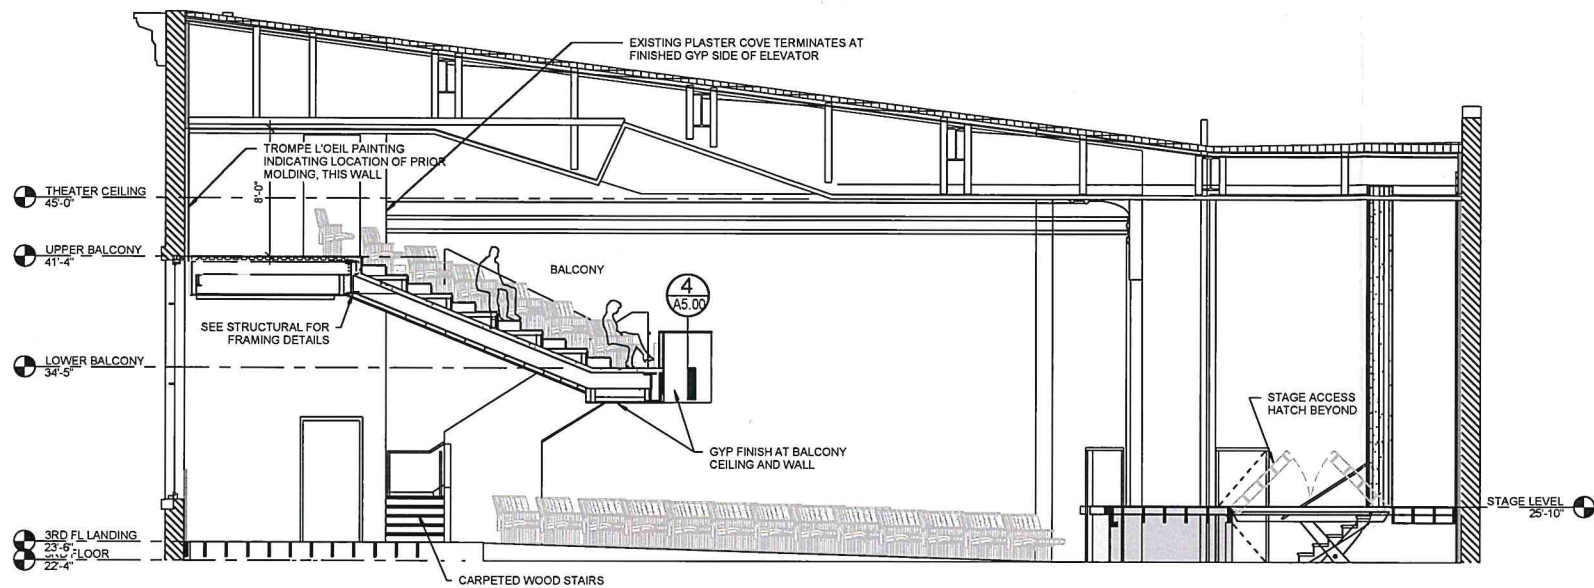 EXISTING PLASTER COVE TERMINATES AT
FINISHED GYP SIDE OF ELEVATOR
TROMPE L'OEIL PAINTING
INDICATING LOCATION OF PRIOR
MOLDING, THIS WALL
8'-0"
THEATER CEILING
45'-0"
UPPER BALCONY
41'-4"
BALCONY
4
A5.00
SEE STRUCTURAL FOR
FRAMING DETAILS
LOWER BALCONY
34'-5"
STAGE ACCESS
HATCH BEYOND
GYP FINISH AT BALCONY
CEILING AND WALL
STAGE LEVEL
25'-10"
3RD FL LANDING
23'-6"
3RD FLOOR
22'-4"
CARPETED WOOD STAIRS